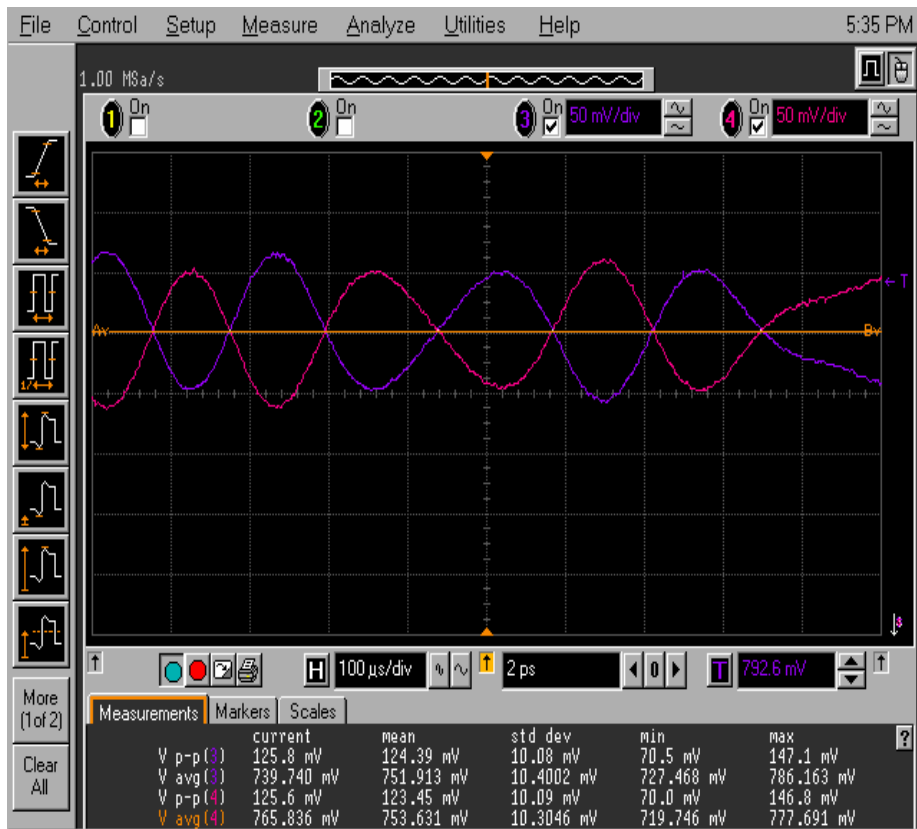 File Control Setup Measure Analyze Utilities Help 5:35 PM
1.00 MSa/s
1 On 2 On 3 On 50 mV/div 4 On 50 mV/div
T
A B
1/
More
(1 of 2)
Clear
All
H 100 µs/div 2 ps 0 T 792.6 mV
Measurements Markers Scales
current mean std dev min max ?
V p-p(3) 125.8 mV 124.39 mV 10.08 mV 70.5 mV 147.1 mV
V avg(3) 739.740 mV 751.913 mV 10.4002 mV 727.468 mV 786.163 mV
V p-p(4) 125.6 mV 123.45 mV 10.09 mV 70.0 mV 146.8 mV
V avg(4) 765.836 mV 753.631 mV 10.3046 mV 719.746 mV 777.691 mV